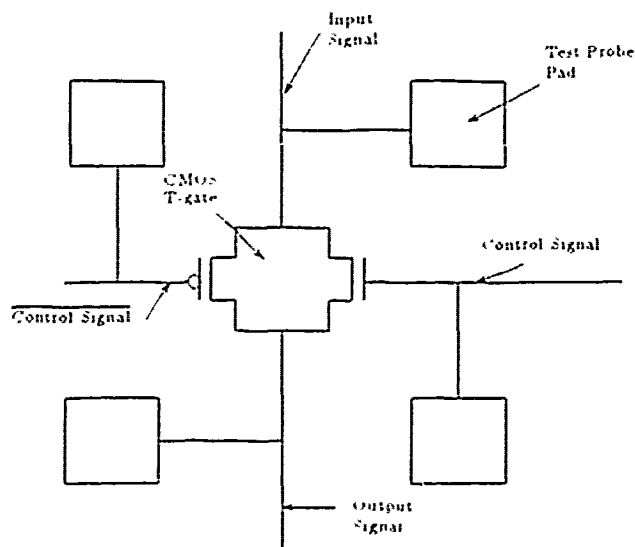 Input
Signal
Test Probe
Pad
CMOS
T-gate
Control Signal
Control Signal
Output
Signal